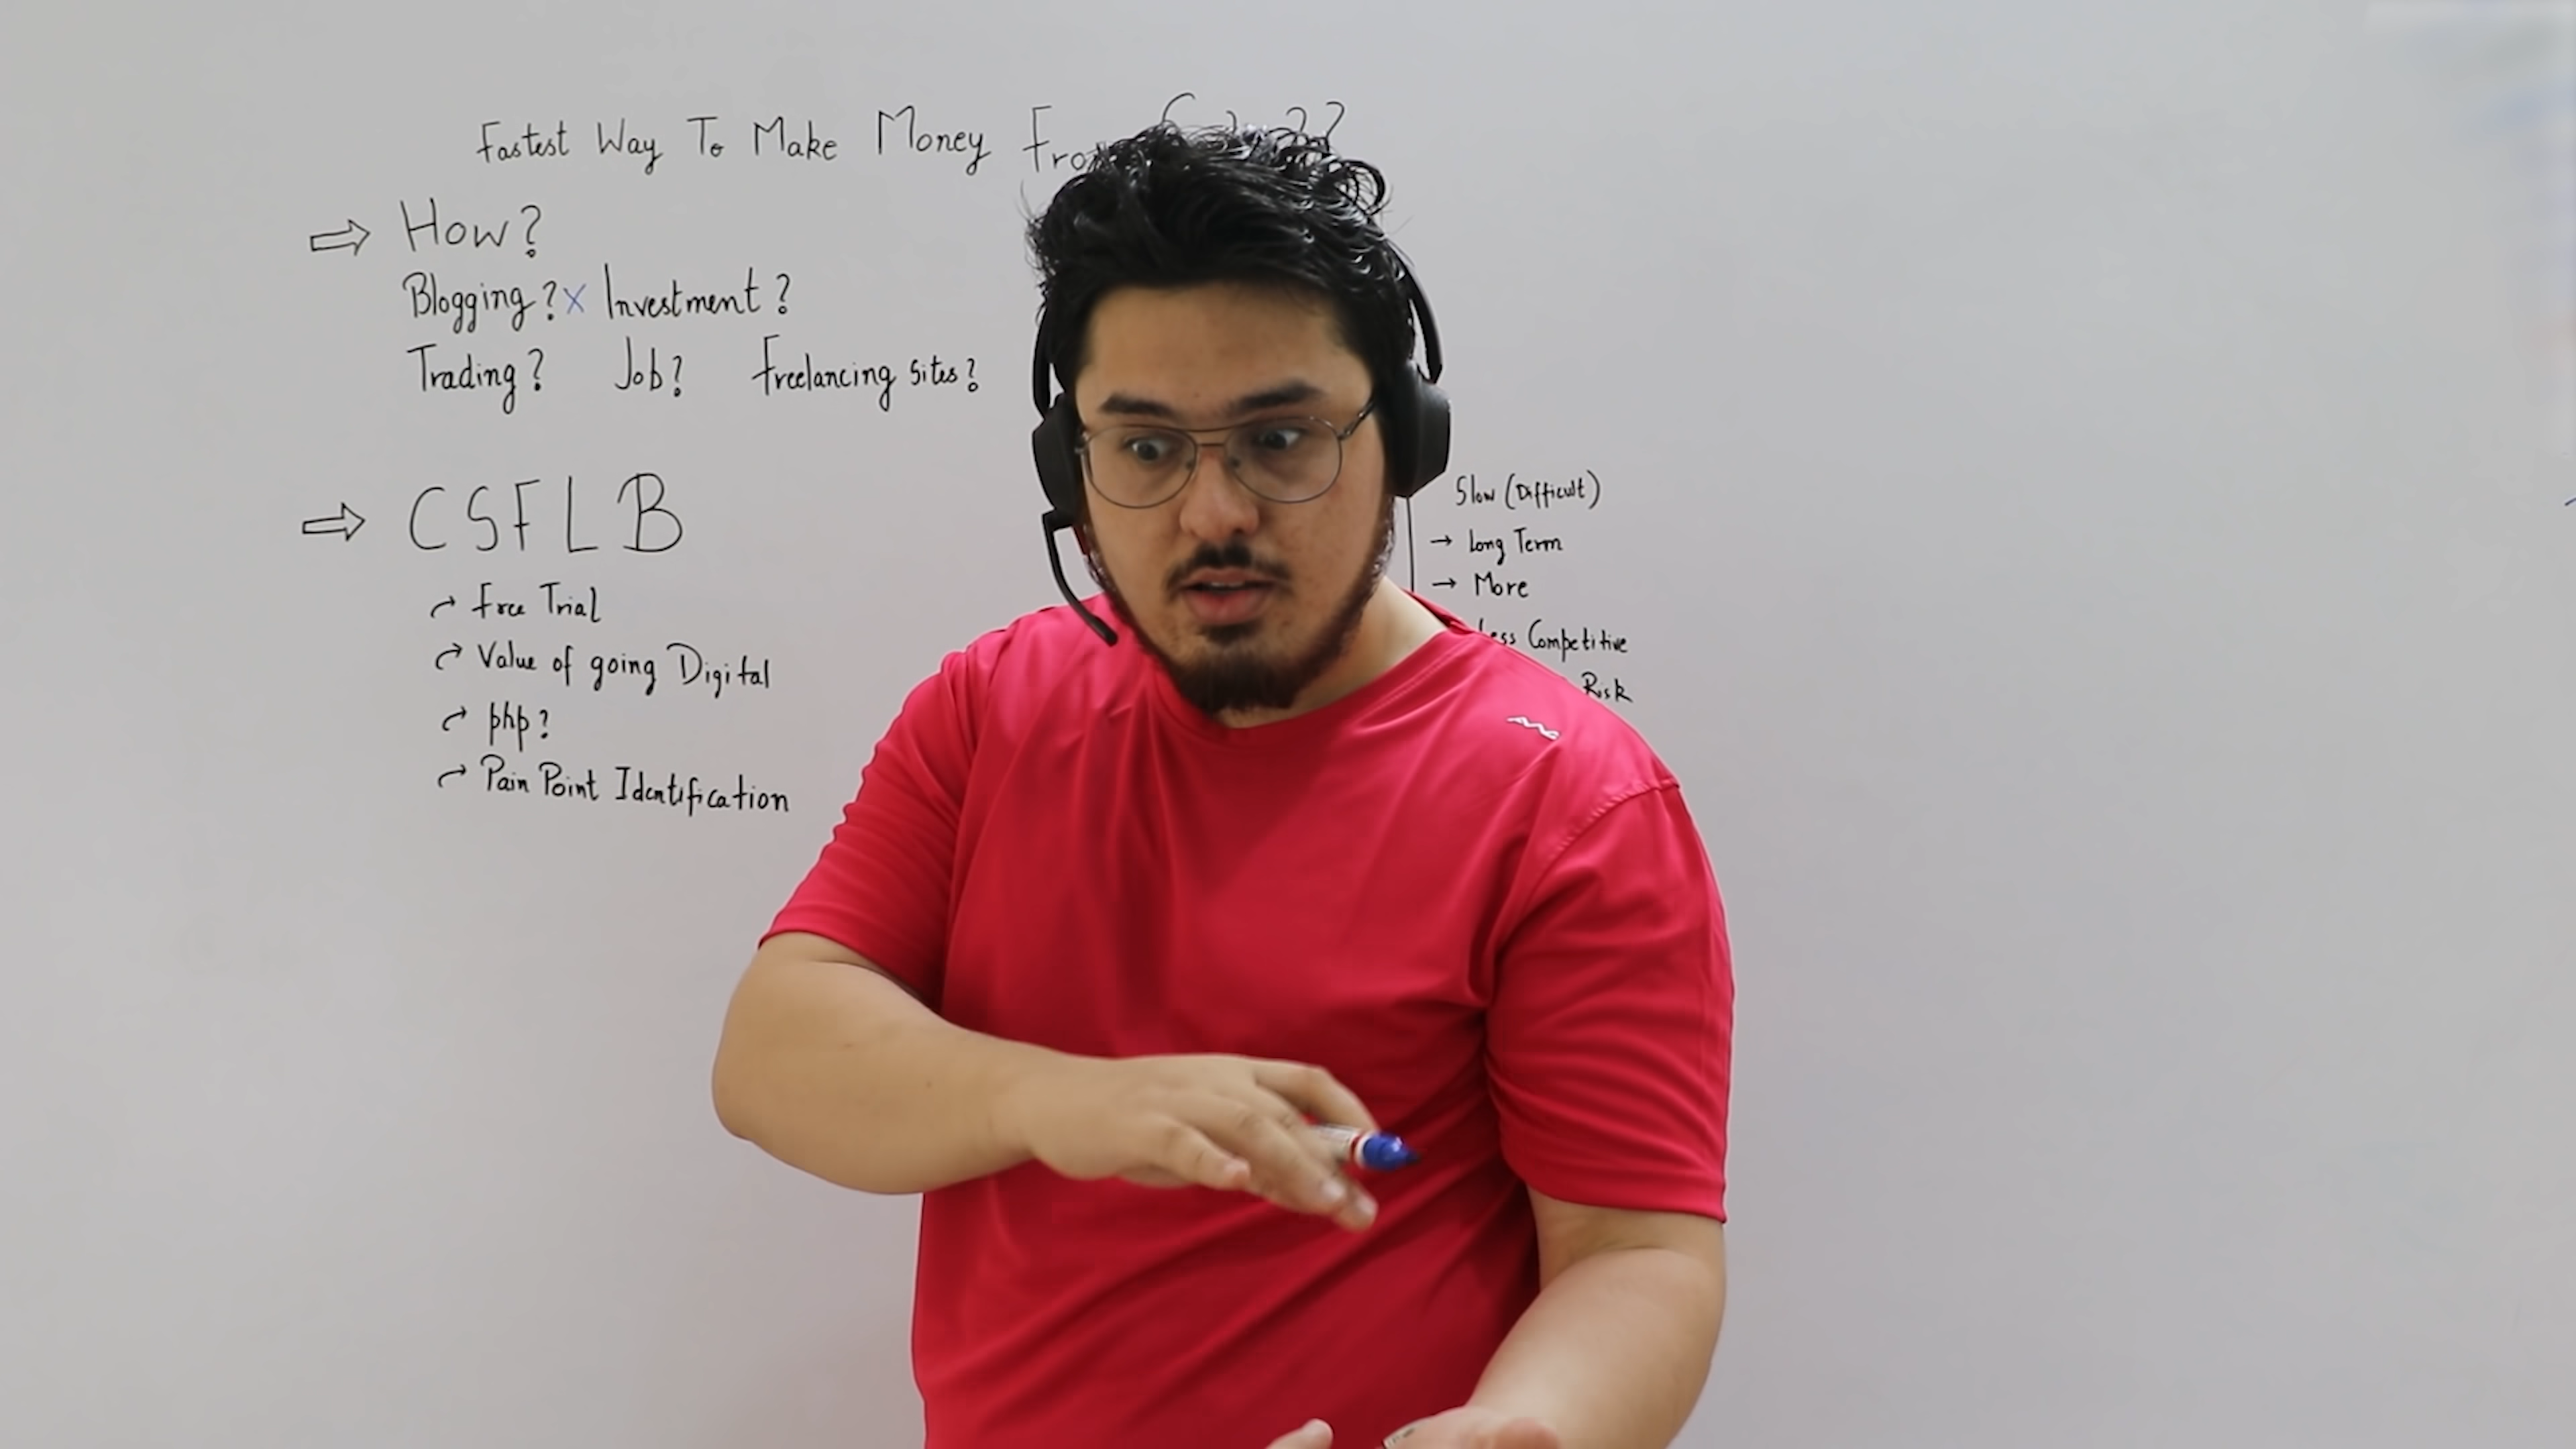 Fastest Way To Make Money From
How?
Blogging? x Investment?
Trading? Job? Freelancing sites?
CSFLB
Free Trial
Value of going Digital
php?
Pain Point Identification
Slow (Difficult)
→ Long Term
→ More
Less Competitive
Risk